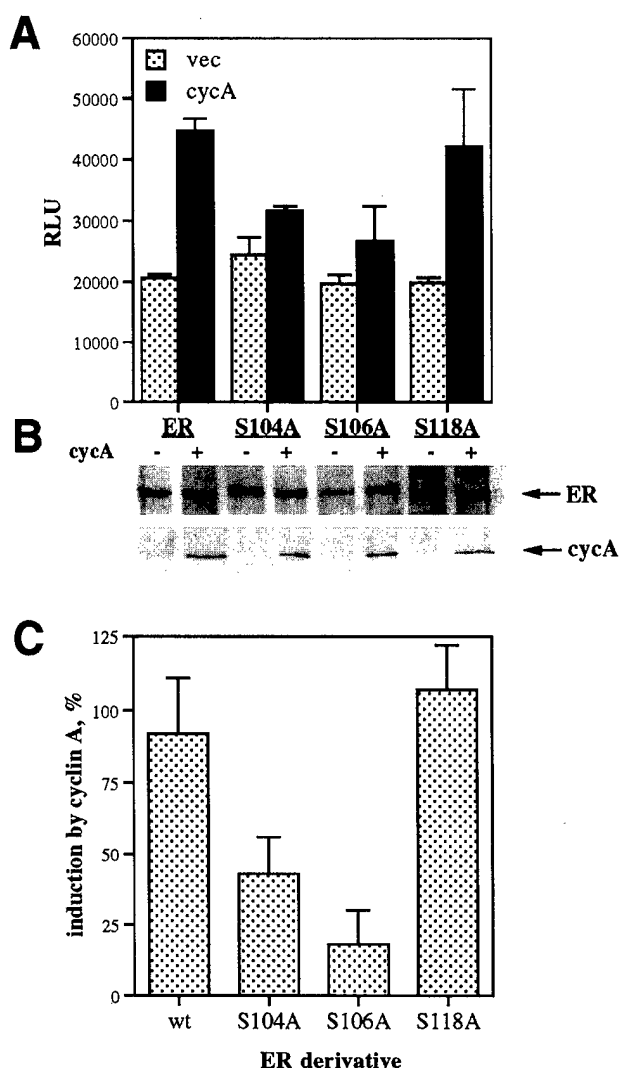 A
60000
50000
40000
30000
20000
10000
0
RLU
vec
cycA
B
ER S104A S106A S118A
cycA - + - + - + - +
ER
cycA
C
125
100
75
50
25
0
induction by cyclin A, %
wt S104A S106A S118A
ER derivative